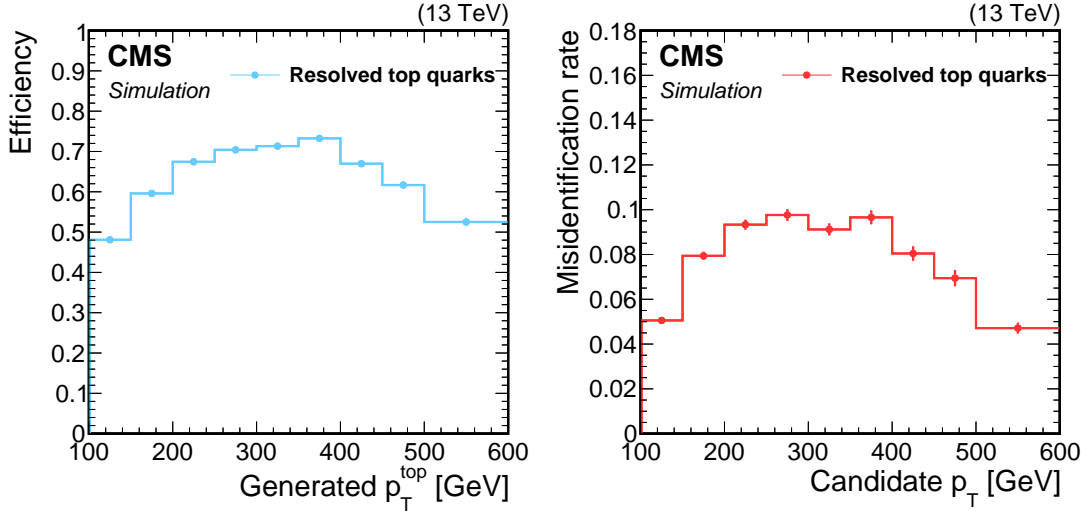 (13 TeV)
CMS
Simulation
Resolved top quarks
Efficiency
1
0.9
0.8
0.7
0.6
0.5
0.4
0.3
0.2
0.1
0
100 200 300 400 500 600
Generated p_T^top [GeV]
(13 TeV)
CMS
Simulation
Resolved top quarks
Misidentification rate
0.18
0.16
0.14
0.12
0.1
0.08
0.06
0.04
0.02
0
100 200 300 400 500 600
Candidate p_T [GeV]